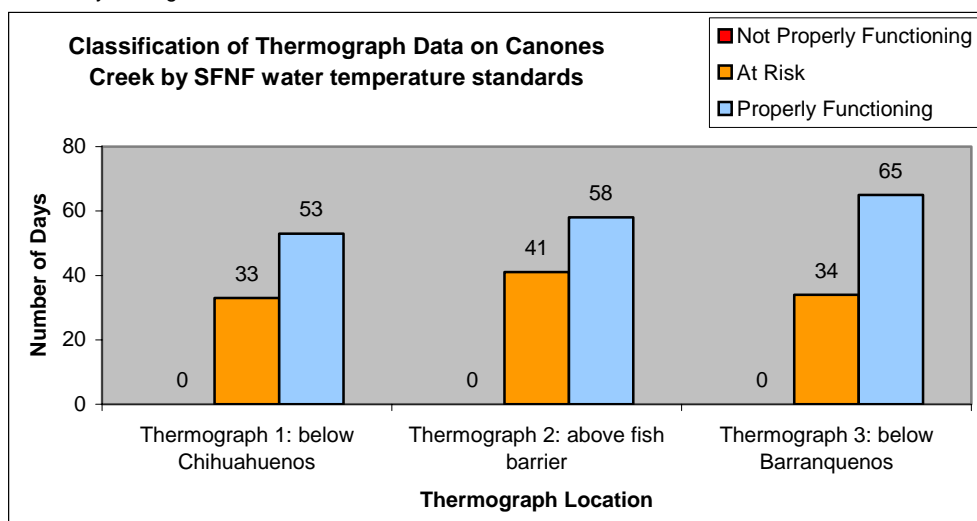 Classification of Thermograph Data on Canones
Creek by SFNF water temperature standards
Not Properly Functioning
At Risk
Properly Functioning
Number of Days
80
60
40
20
0
0
33
53
0
41
58
0
34
65
Thermograph 1: below
Chihuahuenos
Thermograph 2: above fish
barrier
Thermograph 3: below
Barranquenos
Thermograph Location